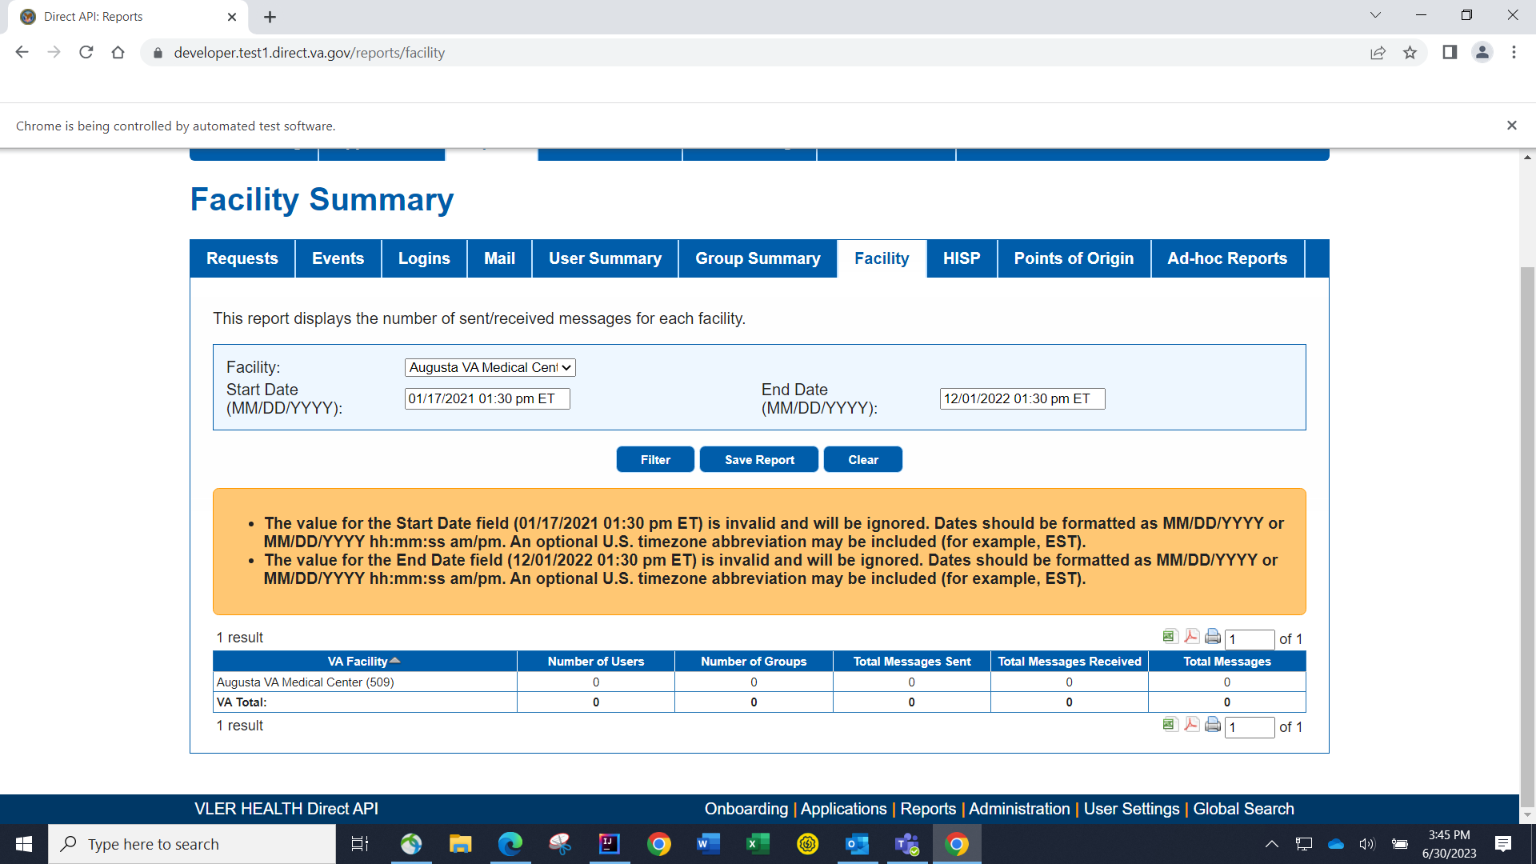 Direct API: Reports
developer.test1.direct.va.gov/reports/facility
Chrome is being controlled by automated test software.
Facility Summary
Requests Events Logins Mail User Summary Group Summary Facility HISP Points of Origin Ad-hoc Reports
This report displays the number of sent/received messages for each facility.
Facility: Augusta VA Medical Cent
Start Date
(MM/DD/YYYY): 01/17/2021 01:30 pm ET
End Date
(MM/DD/YYYY): 12/01/2022 01:30 pm ET
Filter Save Report Clear
• The value for the Start Date field (01/17/2021 01:30 pm ET) is invalid and will be ignored. Dates should be formatted as MM/DD/YYYY or
MM/DD/YYYY hh:mm:ss am/pm. An optional U.S. timezone abbreviation may be included (for example, EST).
• The value for the End Date field (12/01/2022 01:30 pm ET) is invalid and will be ignored. Dates should be formatted as MM/DD/YYYY or
MM/DD/YYYY hh:mm:ss am/pm. An optional U.S. timezone abbreviation may be included (for example, EST).
1 result 1 of 1
VA Facility Number of Users Number of Groups Total Messages Sent Total Messages Received Total Messages
Augusta VA Medical Center (509) 0 0 0 0 0
VA Total: 0 0 0 0 0
1 result 1 of 1
VLER HEALTH Direct API Onboarding | Applications | Reports | Administration | User Settings | Global Search
Type here to search
3:45 PM
6/30/2023